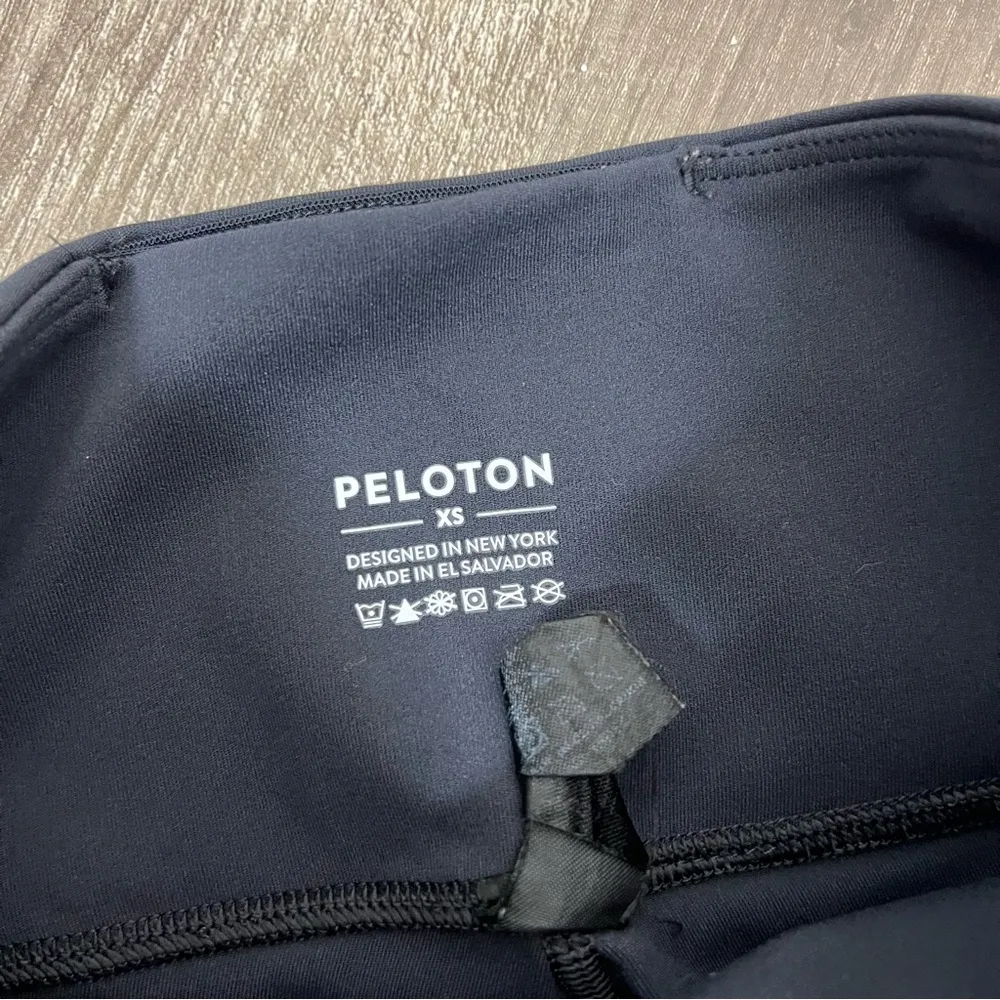 PELOTON
XS
DESIGNED IN NEW YORK
MADE IN EL SALVADOR